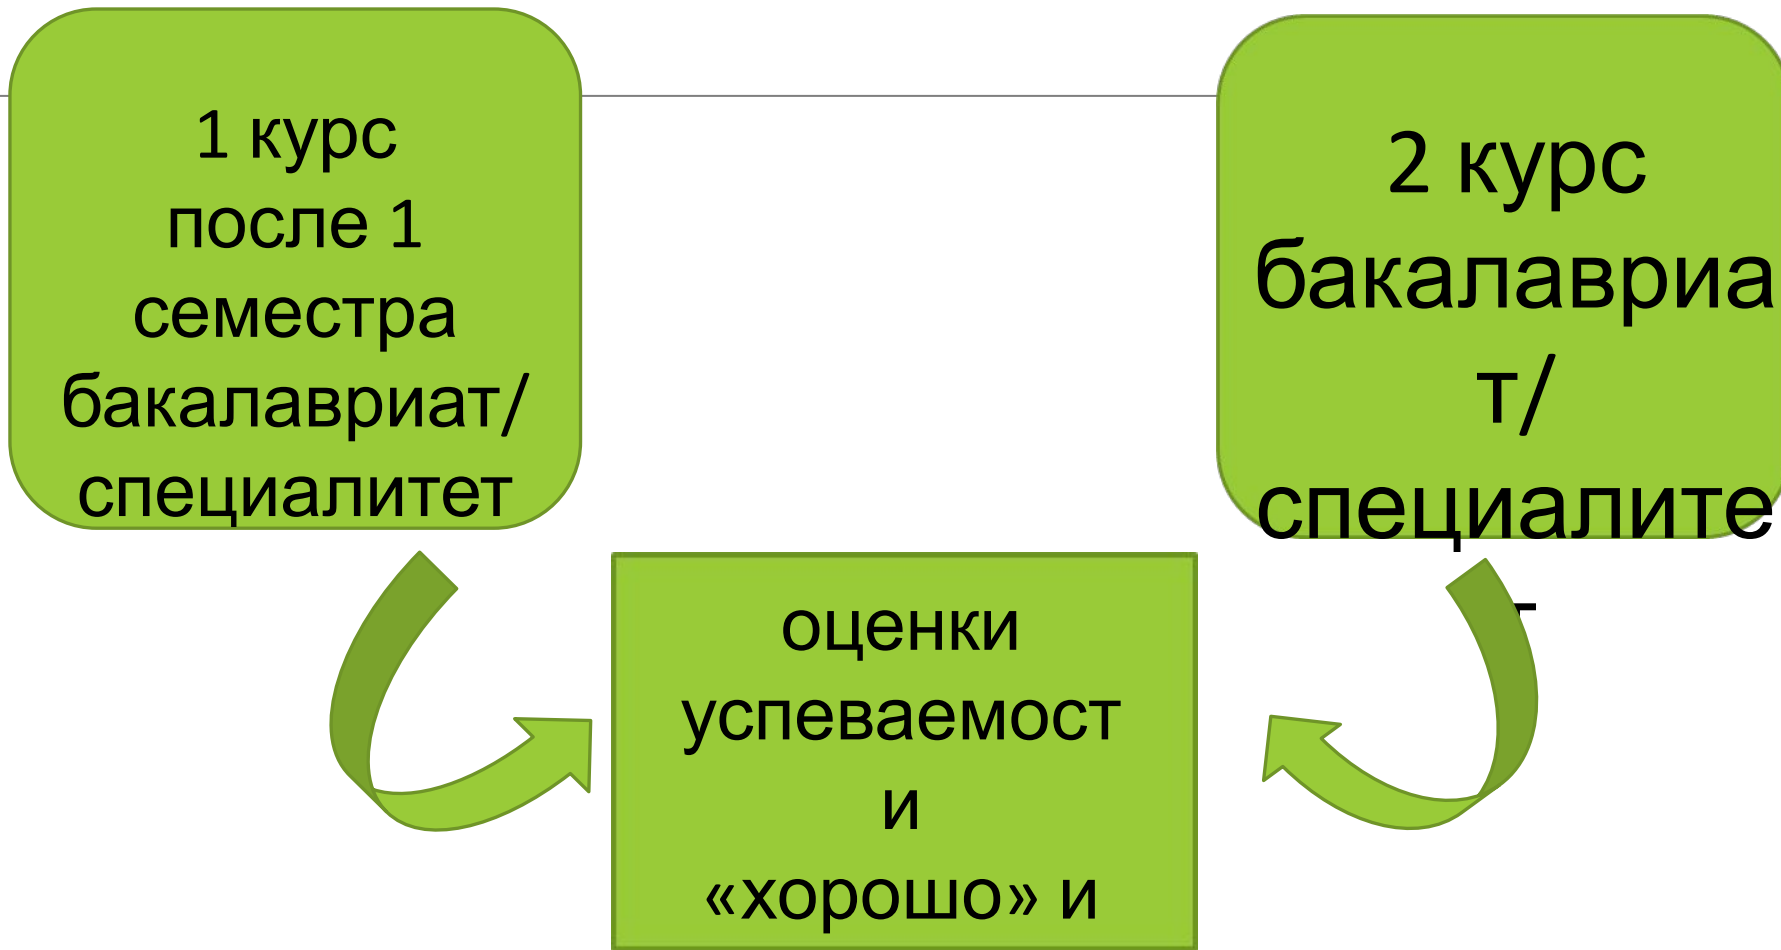 1 курс
после 1
семестра
бакалавриат/
специалитет
2 курс
бакалавриа
т/
специалите
т
оценки
успеваемост
и
«хорошо» и